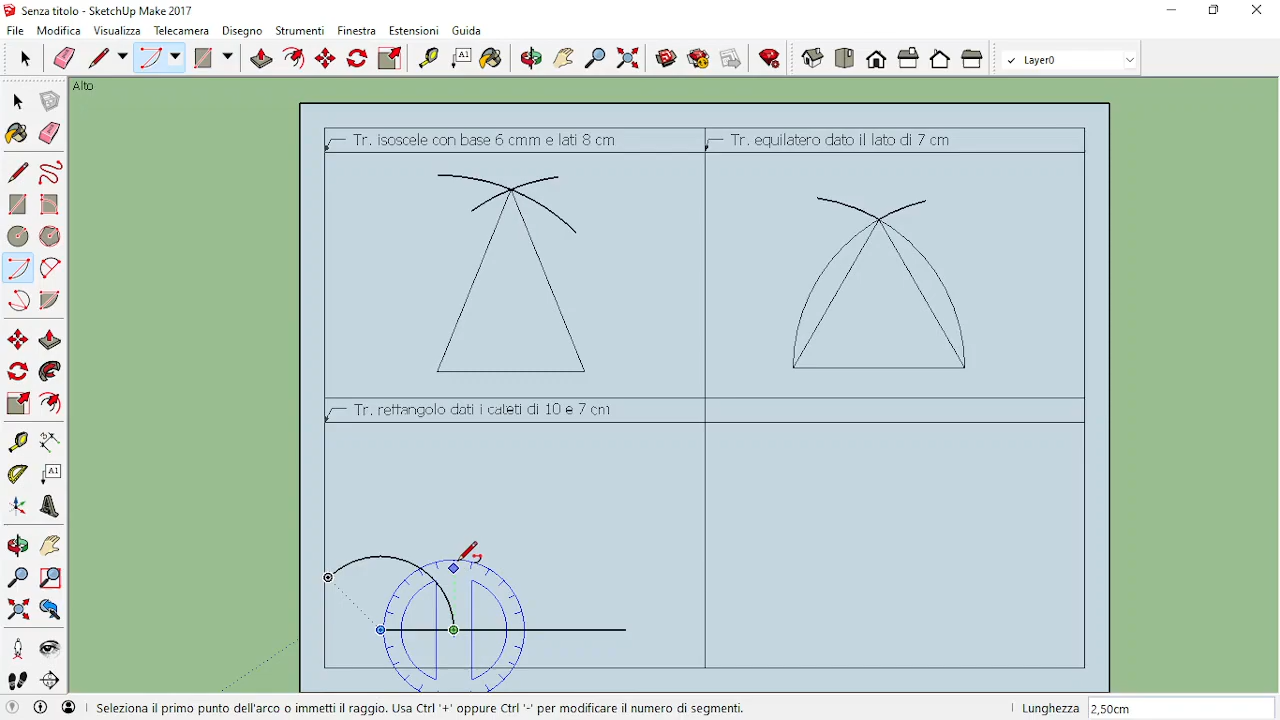 Senza titolo - SketchUp Make 2017
File Modifica Visualizza Telecamera Disegno Strumenti Finestra Estensioni Guida
A1
✓ Layer0
Alto
Tr. isoscele con base 6 cmm e lati 8 cm
Tr. equilatero dato il lato di 7 cm
Tr. rettangolo dati i cateti di 10 e 7 cm
A1
Seleziona il primo punto dell'arco o immetti il raggio. Usa Ctrl '+' oppure Ctrl '-' per modificare il numero di segmenti.
Lunghezza 2,50cm